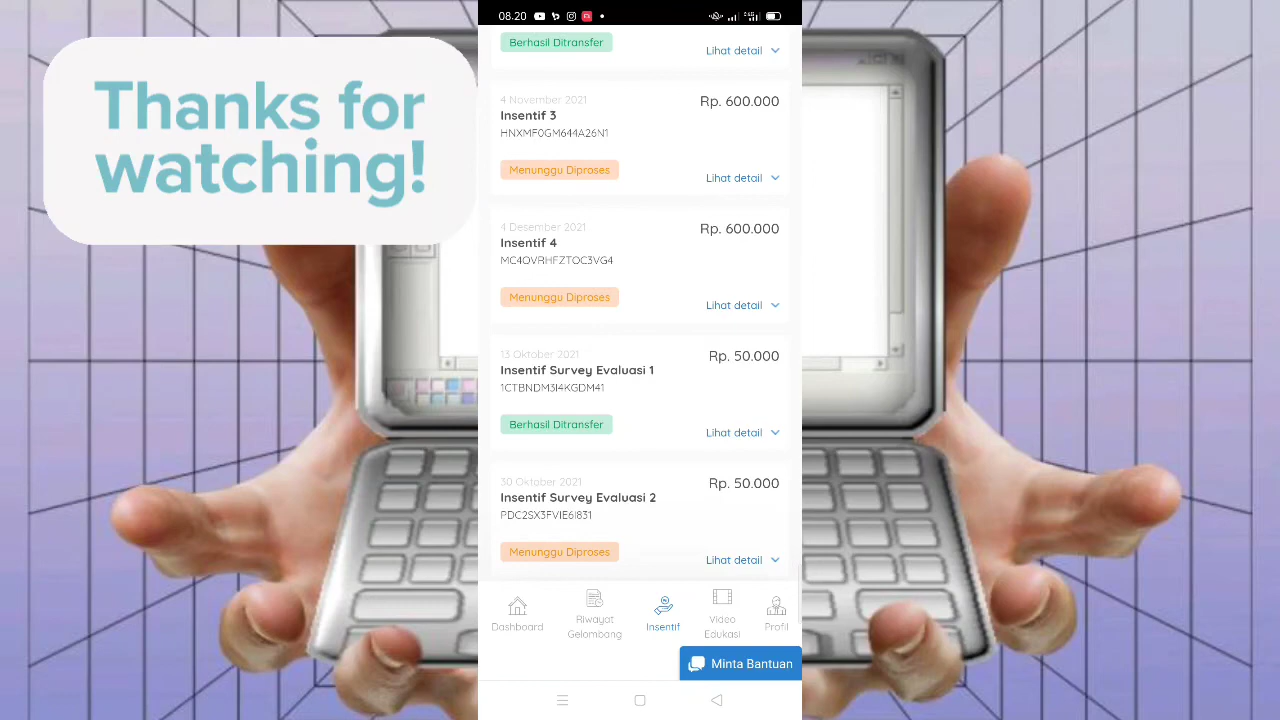 Thanks for
watching!
08.20
Berhasil Ditransfer
Lihat detail
4 November 2021
Rp. 600.000
Insentif 3
HNXMF0GM644A26N1
Menunggu Diproses
Lihat detail
4 Desember 2021
Rp. 600.000
Insentif 4
MC4OVRHFZTOC3VG4
Menunggu Diproses
Lihat detail
13 Oktober 2021
Rp. 50.000
Insentif Survey Evaluasi 1
1CTBNDM3I4KGDM41
Berhasil Ditransfer
Lihat detail
30 Oktober 2021
Rp. 50.000
Insentif Survey Evaluasi 2
PDC2SX3FVIE6I831
Menunggu Diproses
Lihat detail
Dashboard
Riwayat
Gelombang
Insentif
Video
Edukasi
Profil
Minta Bantuan